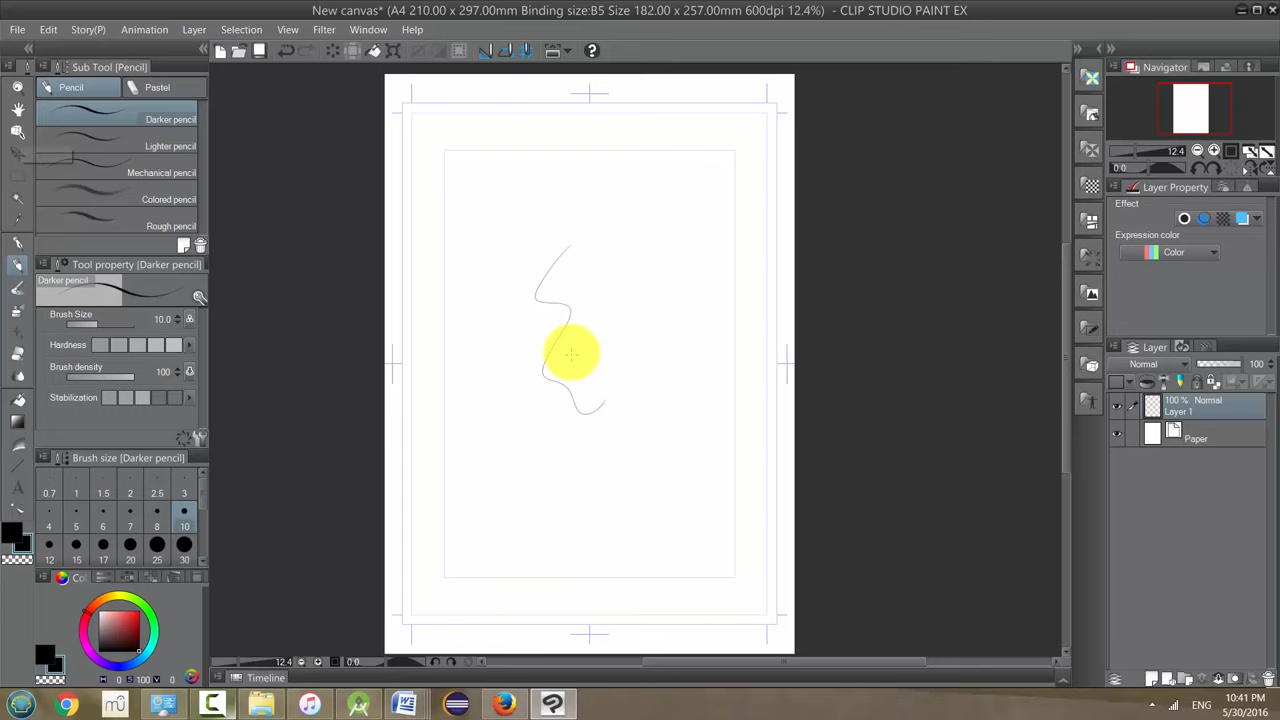 New canvas* (A4 210.00 x 297.00mm Binding size:B5 Size 182.00 x 257.00mm 600dpi 12.4%)  - CLIP STUDIO PAINT EX
File Edit Story(P) Animation Layer Selection View Filter Window Help
Sub Tool [Pencil]
Pencil Pastel
Darker pencil
Lighter pencil
Mechanical pencil
Colored pencil
Rough pencil
Tool property [Darker pencil]
Darker pencil
Brush Size 10.0
Hardness
Brush density 100
Stabilization
Brush size [Darker pencil]
0.7 1 1.5 2 2.5 3
4 5 6 7 8 10
12 15 17 20 25 30
Co
H 0 S 100 V 0
12.4 0.0
Timeline
Navigator
12.4
0.0
Layer Property
Effect
Expression color
Color
Layer
Normal 100
100 % Normal
Layer 1
Paper
ENG
10:41 PM
5/30/2016